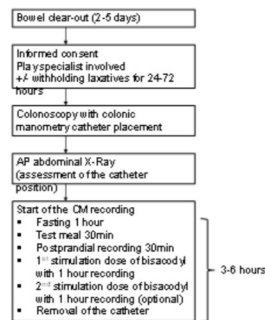 Bowel clear-out (2-5 days)
Informed consent
Play specialist involved
+/- withholding laxatives for 24-72
hours
Colonoscopy with colonic
manometry catheter placement
AP abdominal X-Ray
(assessment of the catheter
position)
Start of the CM recording
▪ Fasting 1 hour
▪ Test meal 30min
▪ Postprandial recording 30min
▪ 1st stimulation dose of bisacodyl
with 1 hour recording
▪ 2nd stimulation dose of bisacodyl
with 1 hour recording (optional)
▪ Removal of the catheter
3-6 hours